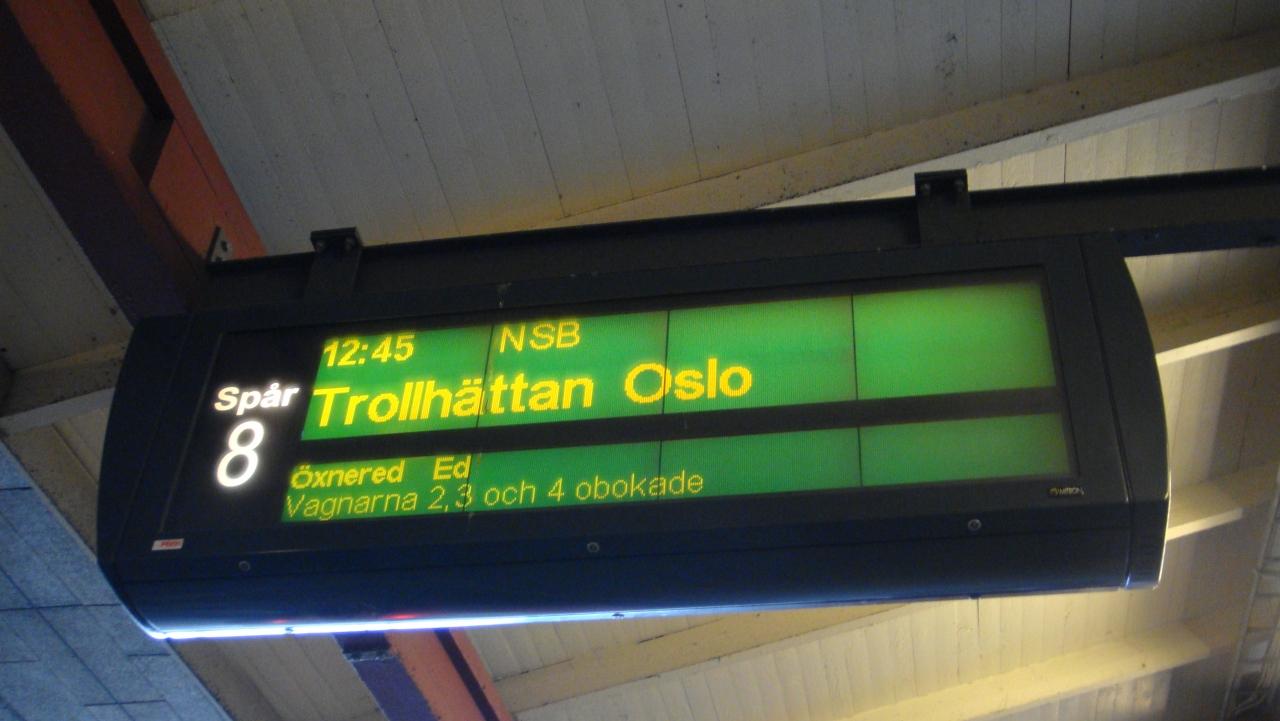 12:45 NSB
Spår
8
Trollhättan Oslo
Öxnered Ed
Vagnarna 2,3 och 4 obokade